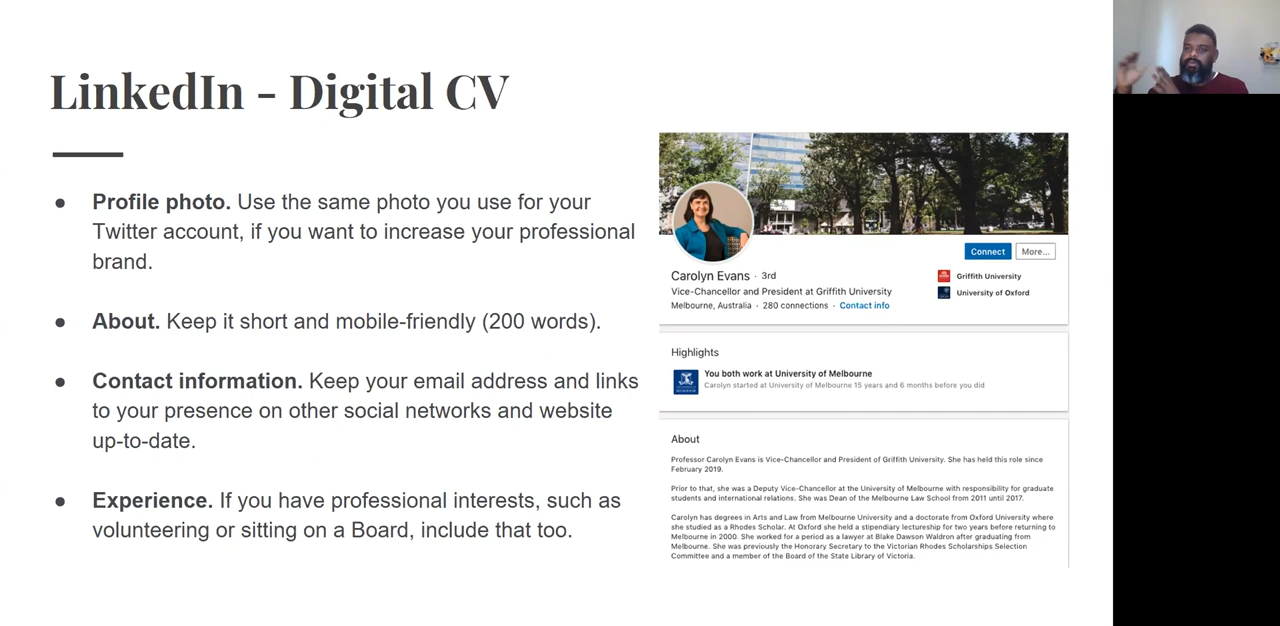 LinkedIn - Digital CV
● Profile photo. Use the same photo you use for your
Twitter account, if you want to increase your professional
brand.
● About. Keep it short and mobile-friendly (200 words).
● Contact information. Keep your email address and links
to your presence on other social networks and website
up-to-date.
● Experience. If you have professional interests, such as
volunteering or sitting on a Board, include that too.
Connect
More...
Carolyn Evans · 3rd
Vice-Chancellor and President at Griffith University
Melbourne, Australia · 280 connections · Contact info
Griffith University
University of Oxford
Highlights
You both work at University of Melbourne
Carolyn started at University of Melbourne 15 years and 6 months before you did
About
Professor Carolyn Evans is Vice-Chancellor and President of Griffith University. She has held this role since
February 2019.
Prior to that, she was a Deputy Vice-Chancellor at the University of Melbourne with responsibility for graduate
students and international relations. She was Dean of the Melbourne Law School from 2011 until 2017.
Carolyn has degrees in Arts and Law from Melbourne University and a doctorate from Oxford University where
she studied as a Rhodes Scholar. At Oxford she held a stipendiary lectureship for two years before returning to
Melbourne in 2000. She worked for a period as a lawyer at Blake Dawson Waldron after graduating from
Melbourne. She was previously the Honorary Secretary to the Victorian Rhodes Scholarships Selection
Committee and a member of the Board of the State Library of Victoria.